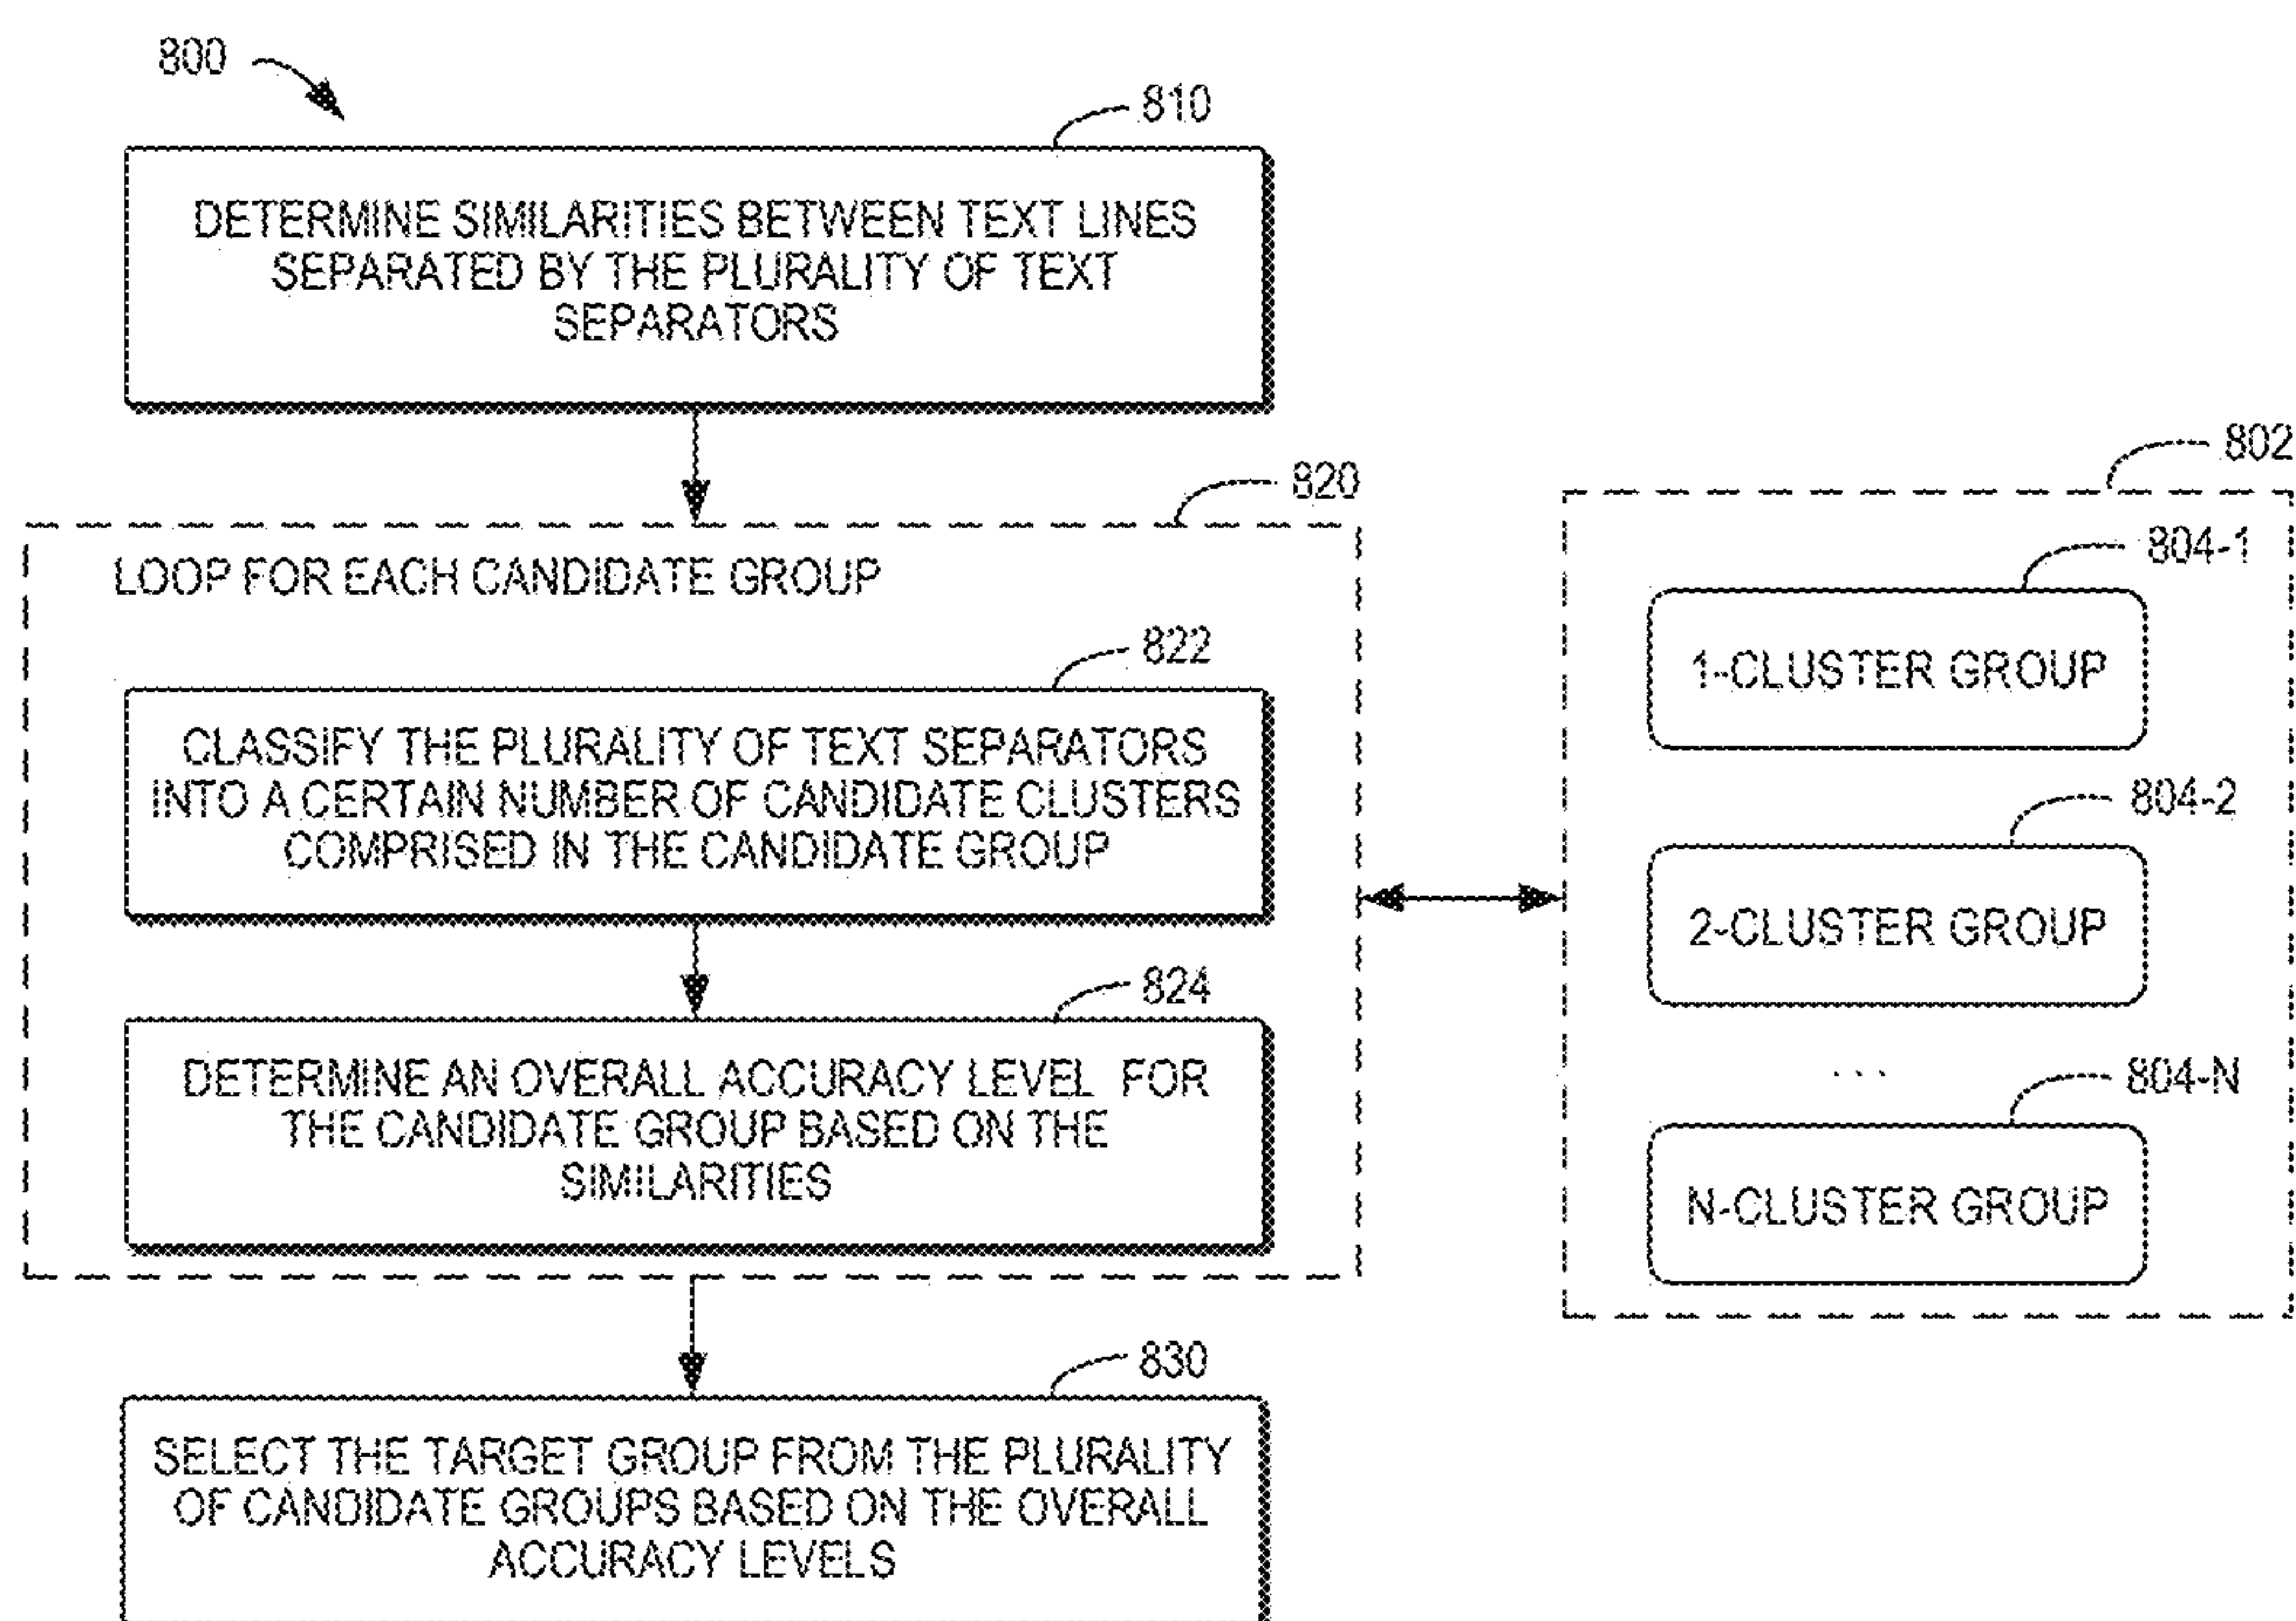 800
810
DETERMINE SIMILARITIES BETWEEN TEXT LINES
SEPARATED BY THE PLURALITY OF TEXT
SEPARATORS
820
LOOP FOR EACH CANDIDATE GROUP
822
CLASSIFY THE PLURALITY OF TEXT SEPARATORS
INTO A CERTAIN NUMBER OF CANDIDATE CLUSTERS
COMPRISED IN THE CANDIDATE GROUP
824
DETERMINE AN OVERALL ACCURACY LEVEL FOR
THE CANDIDATE GROUP BASED ON THE
SIMILARITIES
830
SELECT THE TARGET GROUP FROM THE PLURALITY
OF CANDIDATE GROUPS BASED ON THE OVERALL
ACCURACY LEVELS
802
804-1
1-CLUSTER GROUP
804-2
2-CLUSTER GROUP
...
804-N
N-CLUSTER GROUP